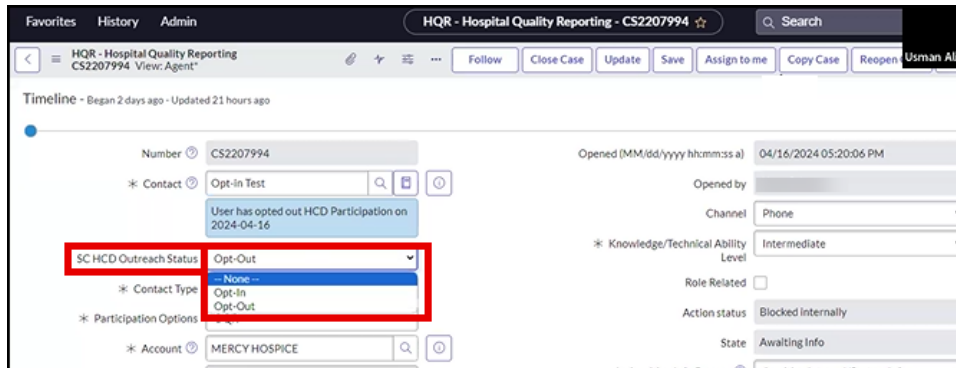 Favorites History Admin HQR - Hospital Quality Reporting - CS2207994 Search
HQR - Hospital Quality Reporting
CS2207994 View: Agent*
Follow Close Case Update Save Assign to me Copy Case Reopen
Usman Al
Timeline - Began 2 days ago - Updated 21 hours ago
Number CS2207994 Opened (MM/dd/yyyy hh:mm:ss a) 04/16/2024 05:20:06 PM
Contact Opt-in Test Opened by
User has opted out HCD Participation on
2024-04-16
Channel Phone
Knowledge/Technical Ability
Level
Intermediate
SC HCD Outreach Status Opt-Out
-- None --
Opt-In
Opt-Out
Role Related
Contact Type
Participation Options Action status Blocked Internally
Account MERCY HOSPICE State Awaiting Info